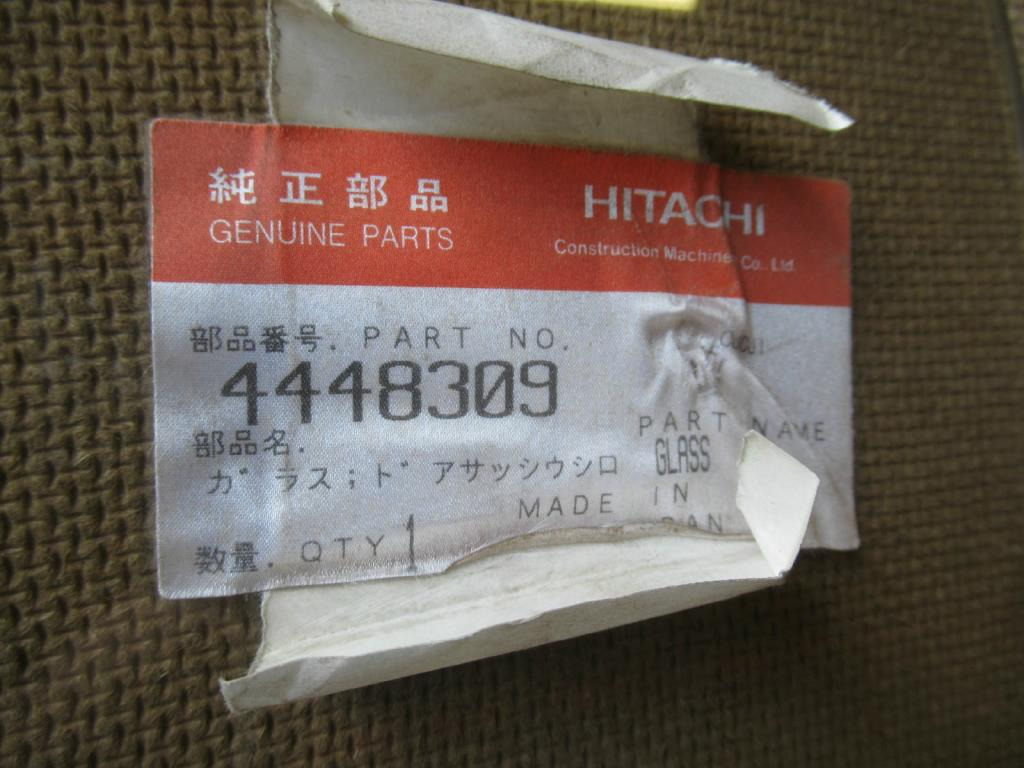 純正部品
GENUINE PARTS
HITACHI
Construction Machinery Co., Ltd.
部品番号. PART NO.
4448309
部品名. PART NAME
ガラス;ドアサッシウシロ GLASS
MADE IN
数量. QTY 1